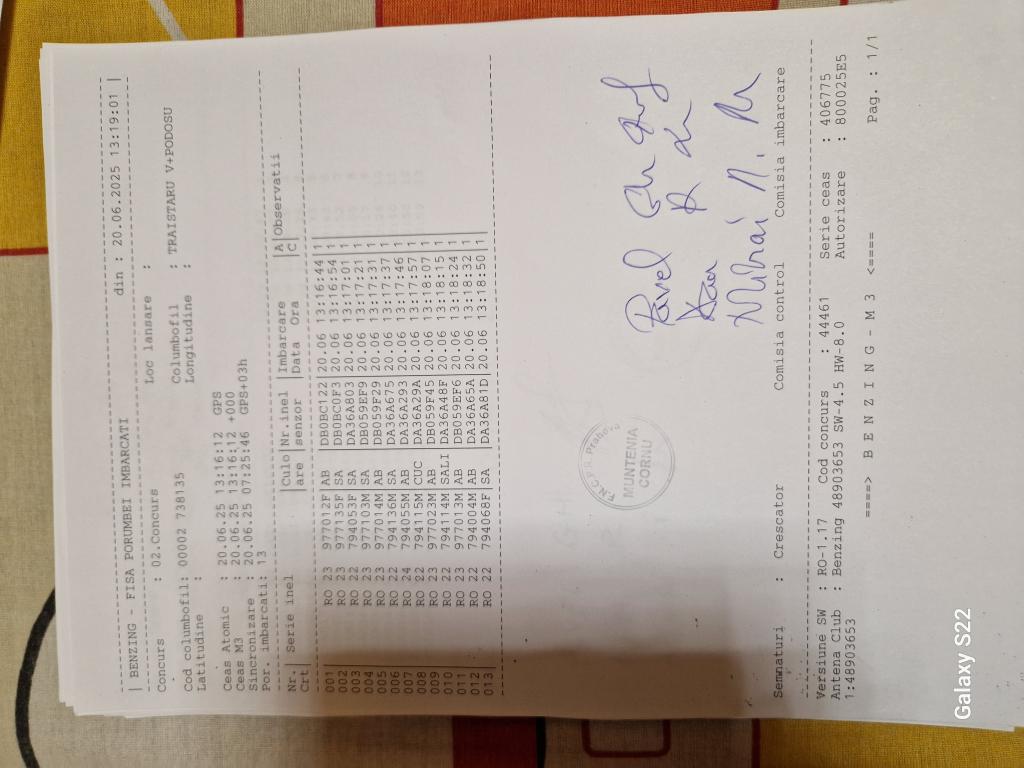 | BENZING - FISA PORUMBEI IMBARCATI din : 20.06.2025 13:19:01 |
Concurs : 02.Concurs Loc lansare :
Cod columbofil: 00002 738135 Columbofil : TRAISTARU V+PODOSU
Latitudine : Longitudine :
Ceas Atomic : 20.06.25 13:16:12 GPS
Ceas M3 : 20.06.25 13:16:12 +000
Sincronizare : 20.06.25 07:25:46 GPS+03h
Por. imbarcati: 13
Nr.| Serie inel |Culo|Nr.inel |Imbarcare |A|Observatii
Crt| |are |senzor |Data Ora |C|
001 | RO 23 977012F|AB |DB0BC122|20.06 13:16:44|1|
002 | RO 23 977135F|SA |DB0BC0F3|20.06 13:16:54|1|
003 | RO 22 794053F|SA |DA36A803|20.06 13:17:01|1|
004 | RO 23 977103M|SA |DB059EF9|20.06 13:17:21|1|
005 | RO 23 977014M|AB |DB059F29|20.06 13:17:31|1|
006 | RO 22 794136M|SA |DA36A675|20.06 13:17:37|1|
007 | RO 24 794055M|AB |DA36A293|20.06 13:17:46|1|
008 | RO 22 794115M|CUC |DA36A29A|20.06 13:17:57|1|
009 | RO 23 977023M|AB |DB059F45|20.06 13:18:07|1|
010 | RO 22 794114M|SALI|DA36A48F|20.06 13:18:15|1|
011 | RO 23 977013M|AB |DB059EF6|20.06 13:18:24|1|
012 | RO 22 794004M|AB |DA36A65A|20.06 13:18:32|1|
013 | RO 22 794068F|SA |DA36A81D|20.06 13:18:50|1|
Prahova
MUNTENIA
CORNU
Pavel
Mihai N.
Semnaturi : Crescator Comisia control Comisia imbarcare
Versiune SW : RO-1.17 Cod concurs : 44461 Serie ceas : 406775
Antena Club : Benzing 48903653 SW-4.5 HW-8.0 Autorizare : 800025E5
1:48903653
====> B E N Z I N G - M 3 <==== Pag. : 1/1
Galaxy S22